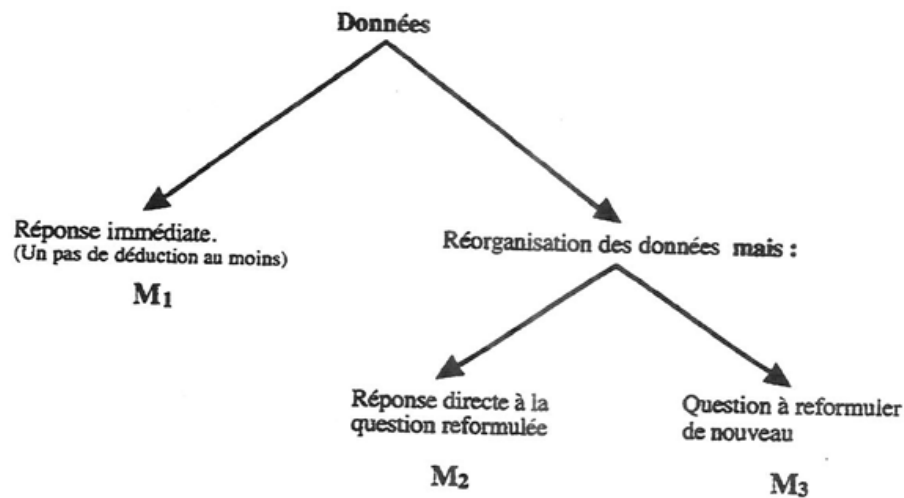 Données
Réponse immédiate.
(Un pas de déduction au moins)
M1
Réorganisation des données mais :
Réponse directe à la
question reformulée
M2
Question à reformuler
de nouveau
M3